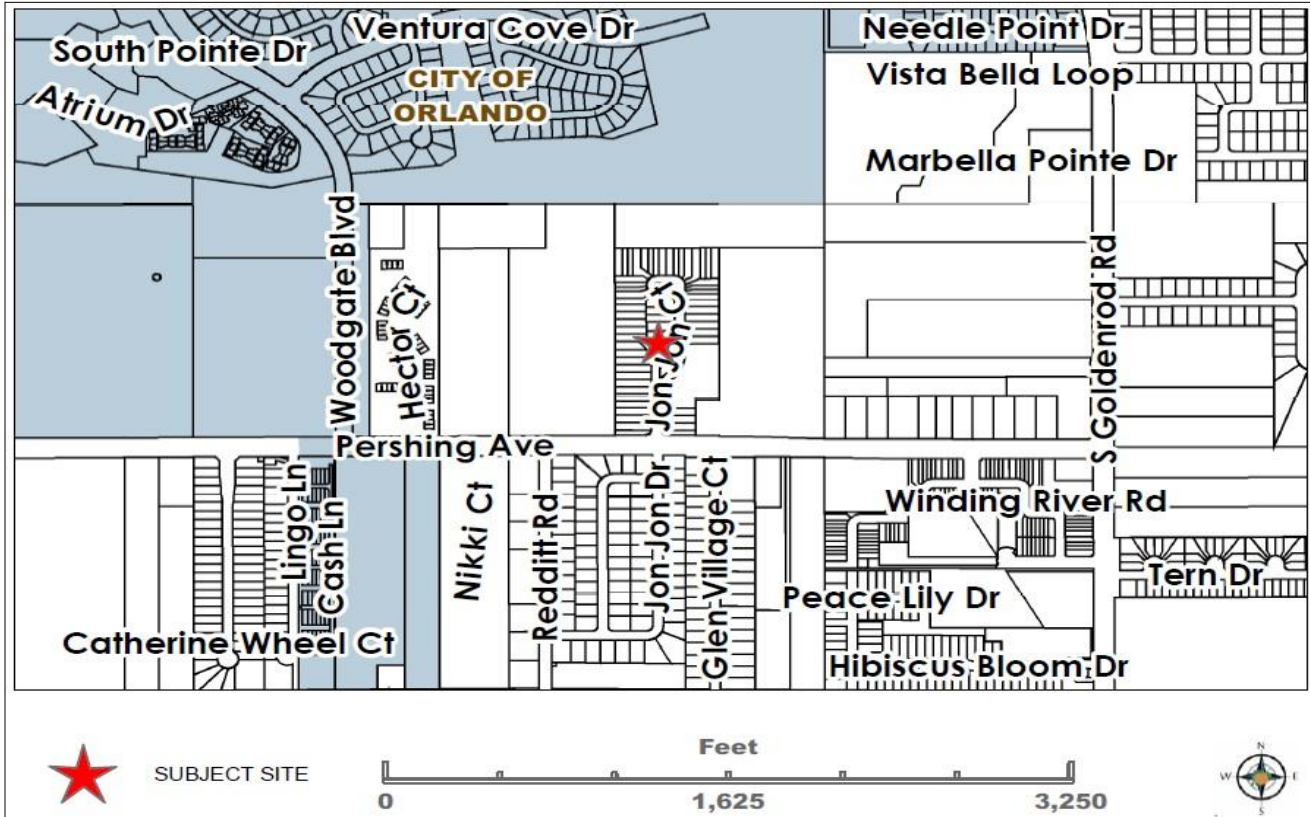 South Pointe Dr
Ventura Cove Dr
Needle Point Dr
CITY OF
ORLANDO
Vista Bella Loop
Atrium Dr
Marbella Pointe Dr
Woodgate Blvd
Hector Ct
Jon Jon Ct
S Goldenrod Rd
Pershing Ave
Lingo Ln
Cash Ln
Nikki Ct
Redditt Rd
Jon Jon Dr
Glen Village Ct
Winding River Rd
Tern Dr
Peace Lily Dr
Catherine Wheel Ct
Hibiscus Bloom Dr
SUBJECT SITE
Feet
0 1,625 3,250
N
W E
S